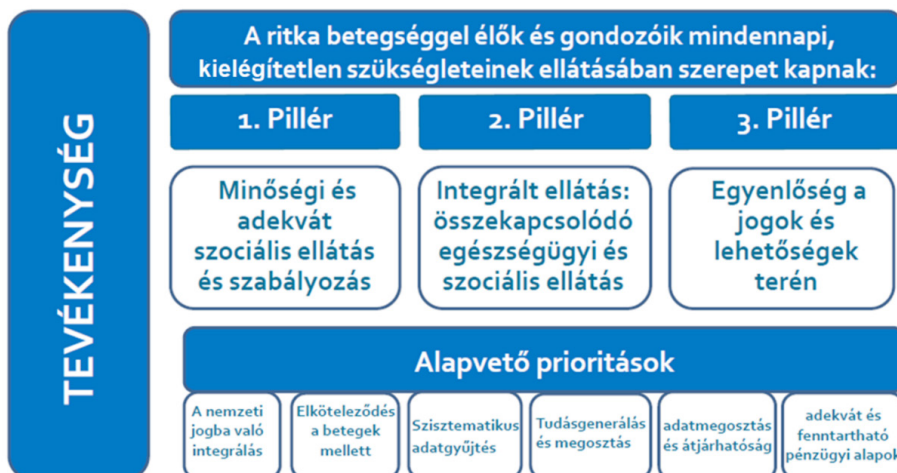 TEVÉKENYSÉG
A ritka betegséggel élők és gondozóik mindennapi,
kielégítetlen szükségleteinek ellátásában szerepet kapnak:
1. Pillér
2. Pillér
3. Pillér
Minőségi és
adekvát
szociális ellátás
és szabályozás
Integrált ellátás:
összekapcsolódó
egészségügyi és
szociális ellátás
Egyenlőség a
jogok és
lehetőségek
terén
Alapvető prioritások
A nemzeti
jogba való
integrálás
Elköteleződés
a betegek
mellett
Szisztematikus
adatgyűjtés
Tudásgenerálás
és megosztás
adatmegosztás
és átjárhatóság
adekvát és
fenntartható
pénzügyi alapok